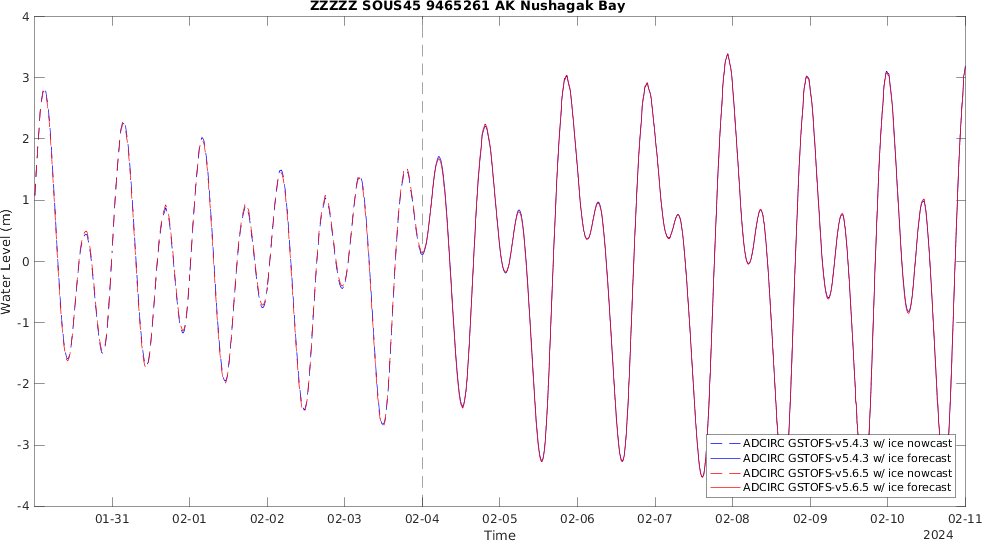 ZZZZZ SOUS45 9465261 AK Nushagak Bay
4
3
2
1
0
-1
-2
-3
-4
Water Level (m)
ADCIRC GSTOFS-v5.4.3 w/ ice nowcast
ADCIRC GSTOFS-v5.4.3 w/ ice forecast
ADCIRC GSTOFS-v5.6.5 w/ ice nowcast
ADCIRC GSTOFS-v5.6.5 w/ ice forecast
01-31 02-01 02-02 02-03 02-04 02-05 02-06 02-07 02-08 02-09 02-10 02-11
Time
2024